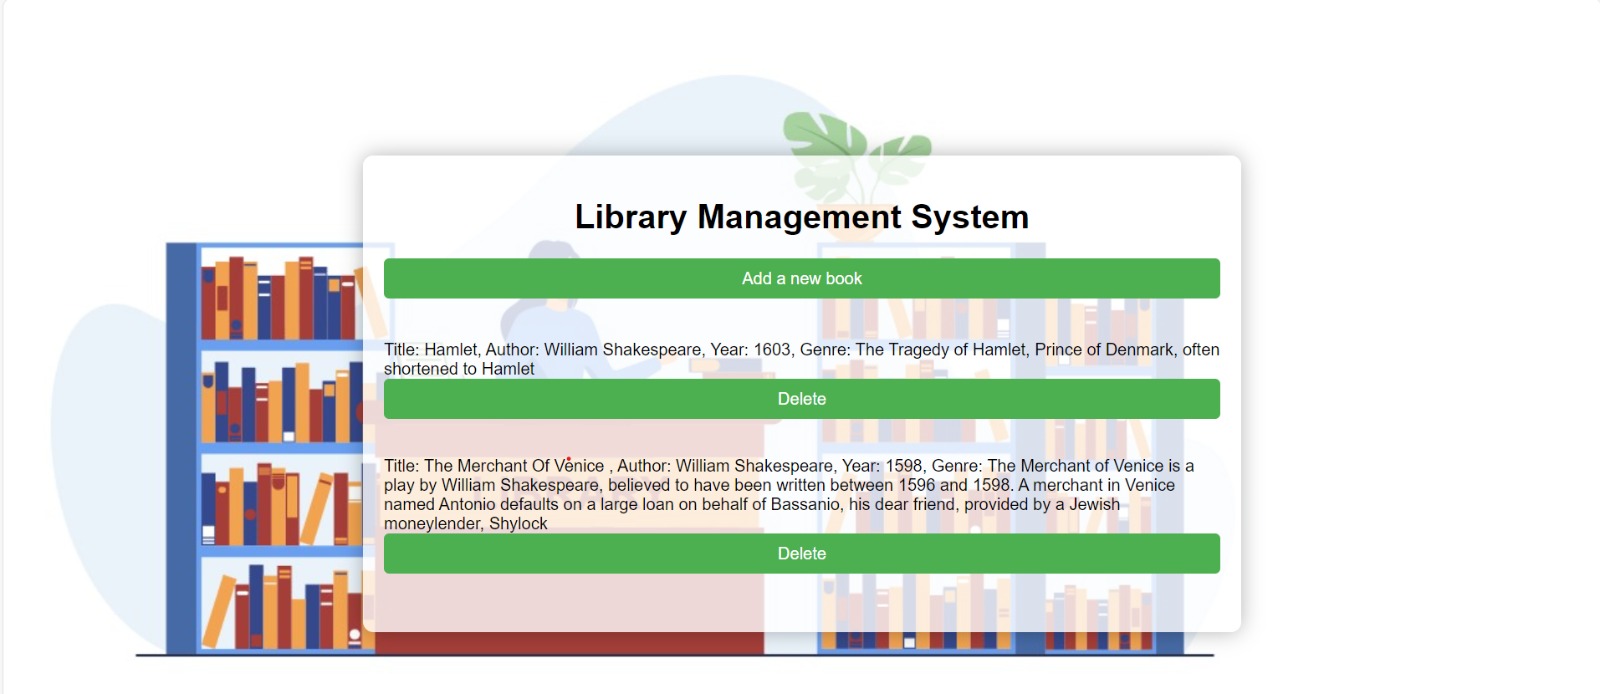 Library Management System
Add a new book
Title: Hamlet, Author: William Shakespeare, Year: 1603, Genre: The Tragedy of Hamlet, Prince of Denmark, often
shortened to Hamlet
Delete
Title: The Merchant Of Venice , Author: William Shakespeare, Year: 1598, Genre: The Merchant of Venice is a
play by William Shakespeare, believed to have been written between 1596 and 1598. A merchant in Venice
named Antonio defaults on a large loan on behalf of Bassanio, his dear friend, provided by a Jewish
moneylender, Shylock
Delete